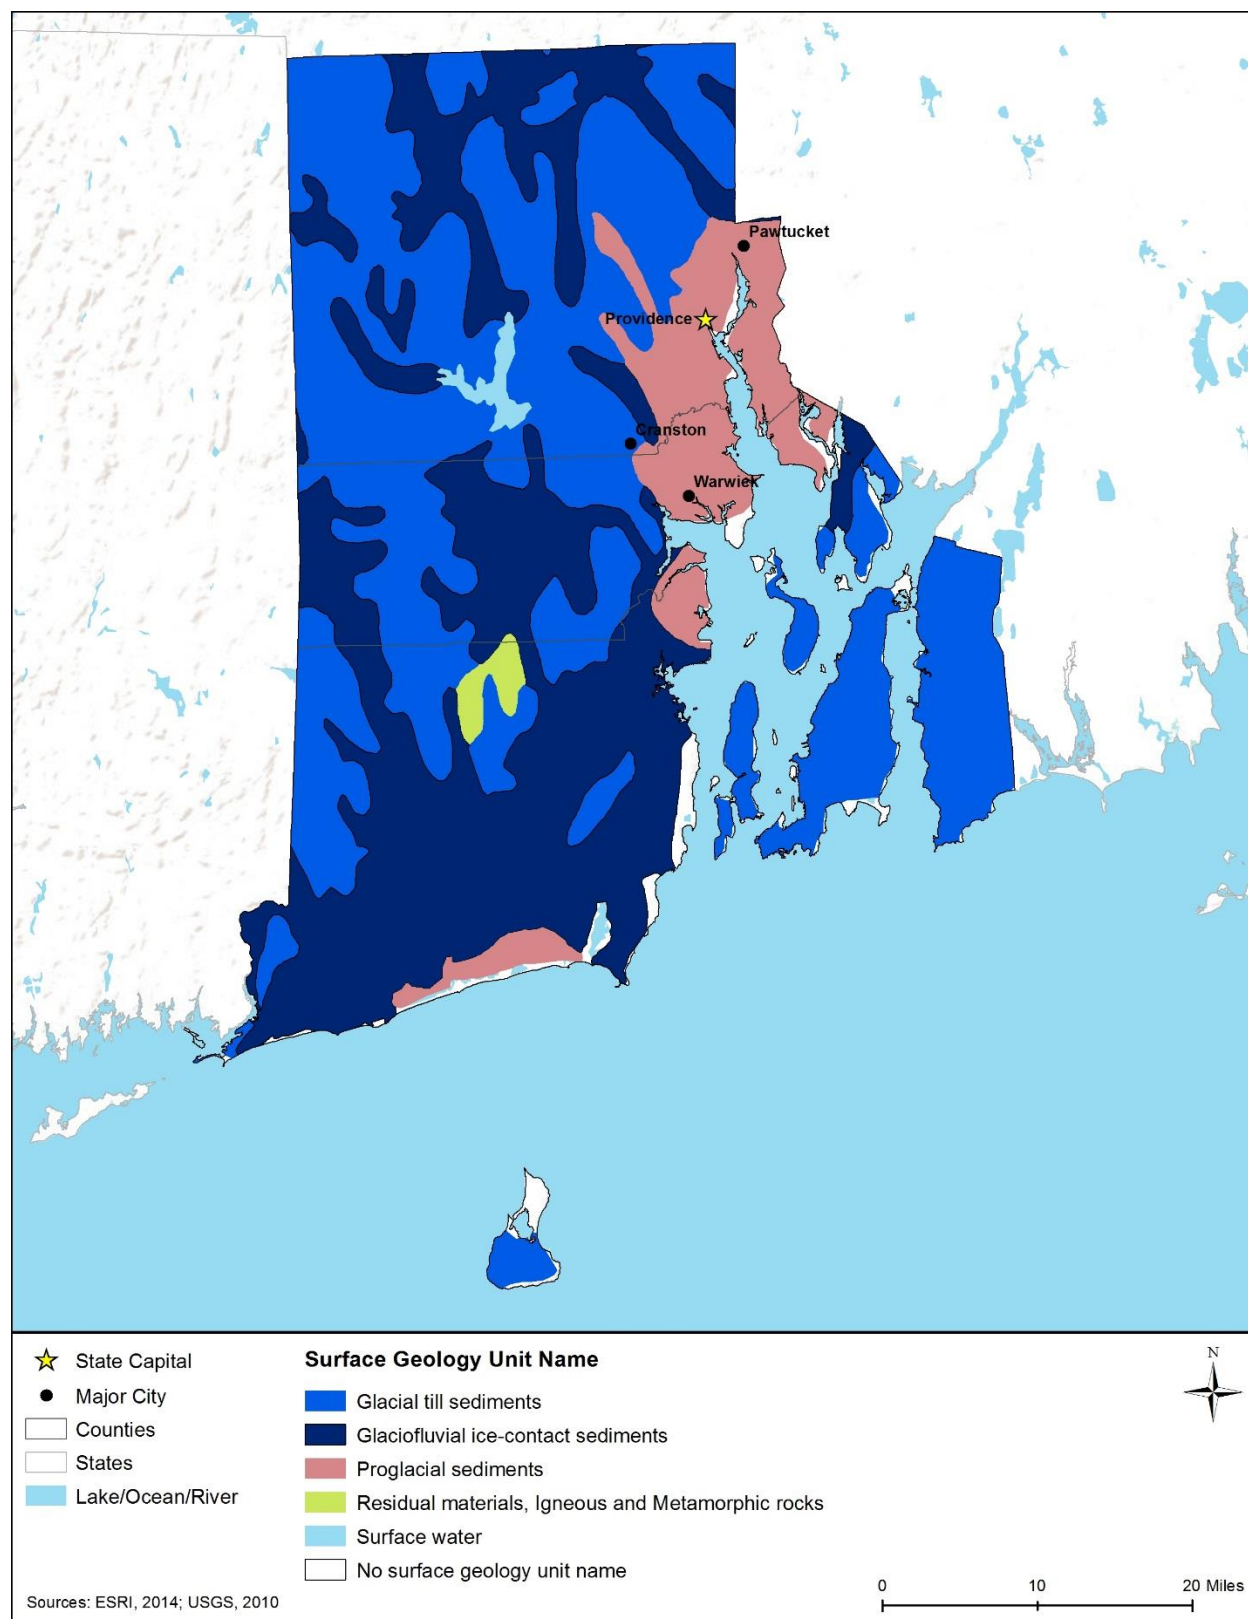 Pawtucket
Providence
Cranston
Warwick
State Capital
Major City
Counties
States
Lake/Ocean/River
Surface Geology Unit Name
Glacial till sediments
Glaciofluvial ice-contact sediments
Proglacial sediments
Residual materials, Igneous and Metamorphic rocks
Surface water
No surface geology unit name
N
0 10 20 Miles
Sources: ESRI, 2014; USGS, 2010